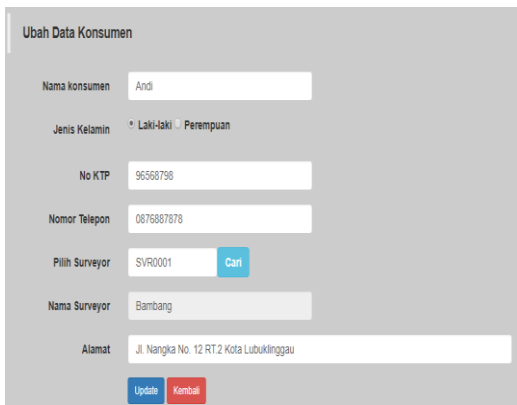 Ubah Data Konsumen
Nama konsumen Andi
Jenis Kelamin Laki-laki Perempuan
No KTP 96568798
Nomor Telepon 0876887878
Pilih Surveyor SVR0001 Cari
Nama Surveyor Bambang
Alamat Jl. Nangka No. 12 RT.2 Kota Lubuklinggau
Update Kembali